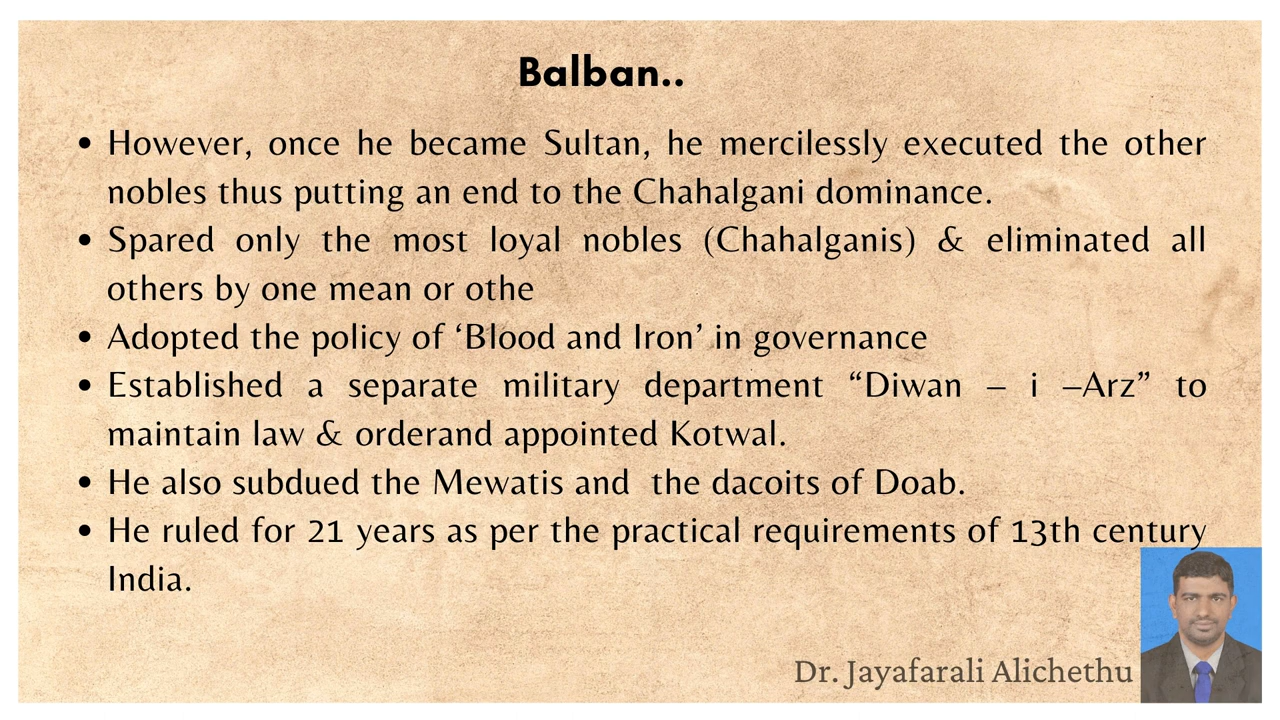 Balban..
• However, once he became Sultan, he mercilessly executed the other
nobles thus putting an end to the Chahalgani dominance.
• Spared only the most loyal nobles (Chahalganis) & eliminated all
others by one mean or othe
• Adopted the policy of ‘Blood and Iron’ in governance
• Established a separate military department “Diwan – i –Arz” to
maintain law & orderand appointed Kotwal.
• He also subdued the Mewatis and  the dacoits of Doab.
• He ruled for 21 years as per the practical requirements of 13th century
India.
Dr. Jayafarali Alichethu